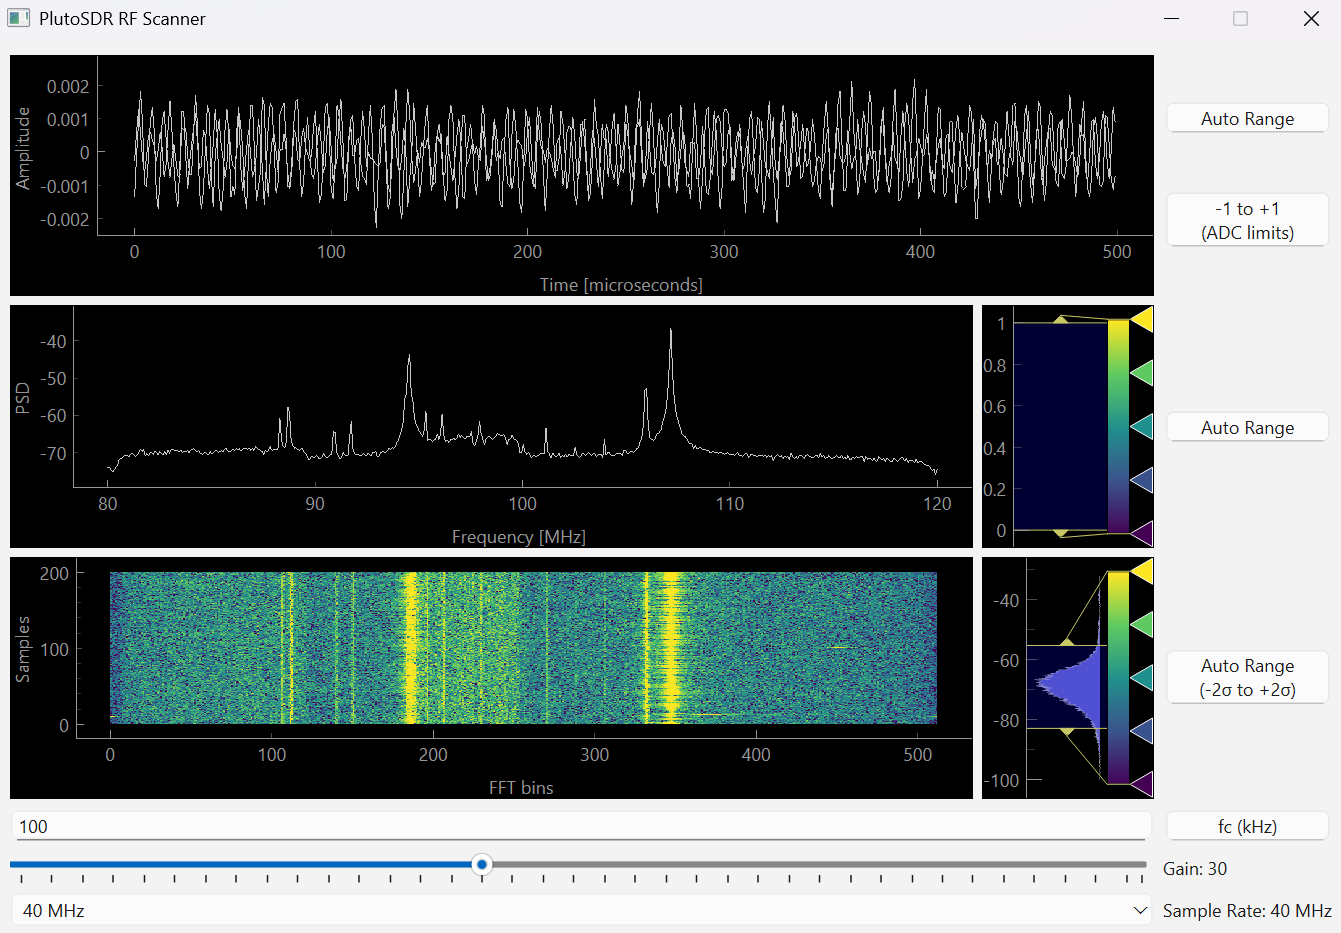 PlutoSDR RF Scanner
Amplitude
0.002
0.001
0
-0.001
-0.002
0 100 200 300 400 500
Time [microseconds]
Auto Range
-1 to +1
(ADC limits)
PSD
-40
-50
-60
-70
80 90 100 110 120
Frequency [MHz]
1
0.8
0.6
0.4
0.2
0
Auto Range
Samples
200
100
0
0 100 200 300 400 500
FFT bins
-40
-60
-80
-100
Auto Range
(-2σ to +2σ)
100
fc (kHz)
Gain: 30
40 MHz
Sample Rate: 40 MHz